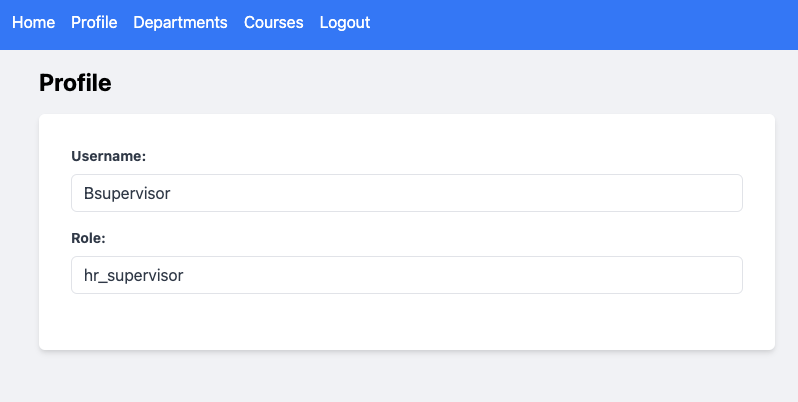 Home Profile Departments Courses Logout
Profile
Username:
Bsupervisor
Role:
hr_supervisor